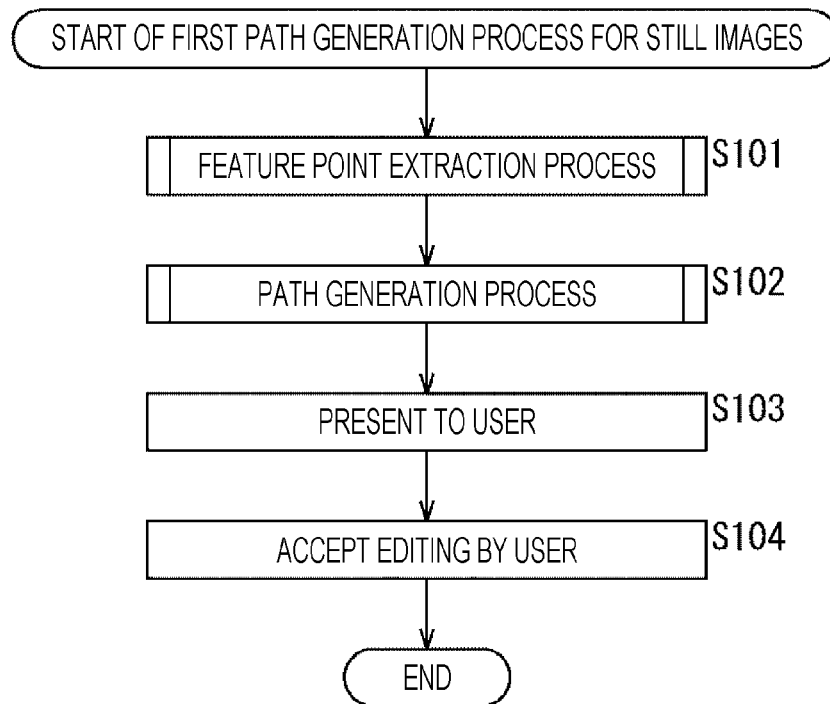 START OF FIRST PATH GENERATION PROCESS FOR STILL IMAGES
FEATURE POINT EXTRACTION PROCESS S101
PATH GENERATION PROCESS S102
PRESENT TO USER S103
ACCEPT EDITING BY USER S104
END